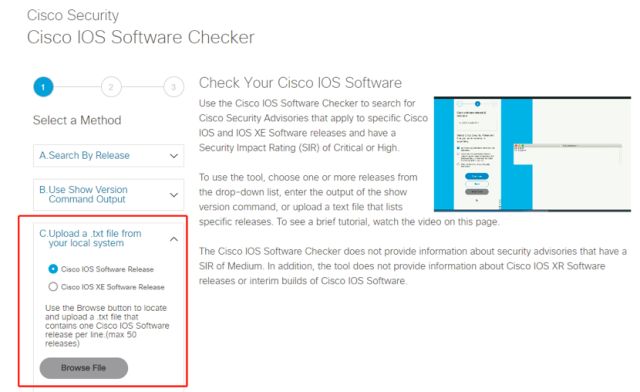 Cisco Security
Cisco IOS Software Checker
1
2
3
Select a Method
A.Search By Release
B.Use Show Version
Command Output
C.Upload a .txt file from
your local system
Cisco IOS Software Release
Cisco IOS XE Software Release
Use the Browse button to locate
and upload a .txt file that
contains one Cisco IOS Software
release per line.(max 50
releases)
Browse File
Check Your Cisco IOS Software
Use the Cisco IOS Software Checker to search for
Cisco Security Advisories that apply to specific Cisco
IOS and IOS XE Software releases and have a
Security Impact Rating (SIR) of Critical or High.
To use the tool, choose one or more releases from
the drop-down list, enter the output of the show
version command, or upload a text file that lists
specific releases. To see a brief tutorial, watch the video on this page.
The Cisco IOS Software Checker does not provide information about security advisories that have a
SIR of Medium. In addition, the tool does not provide information about Cisco IOS XR Software
releases or interim builds of Cisco IOS Software.